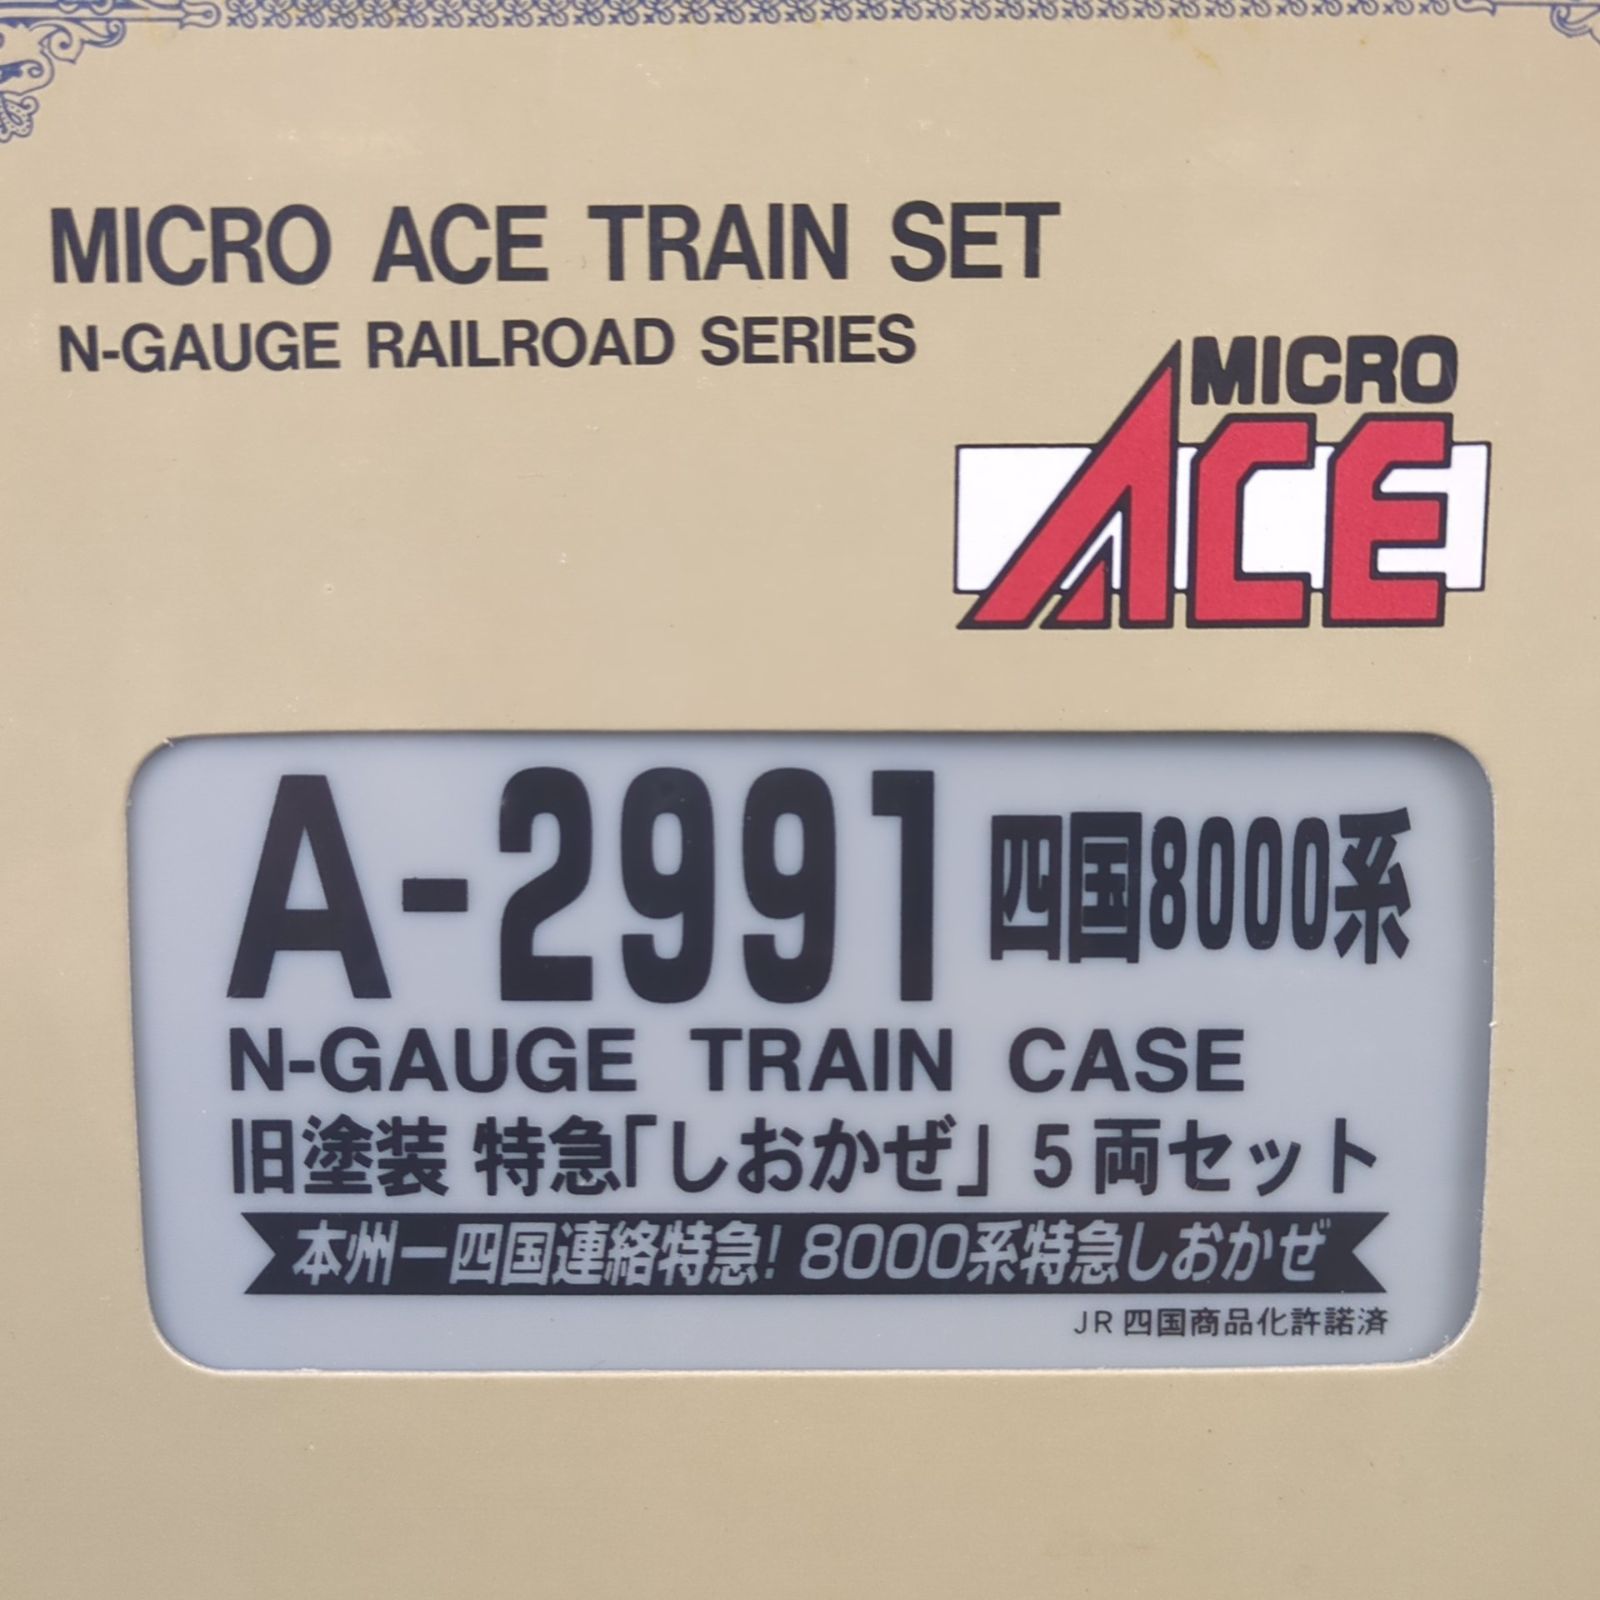 MICRO ACE TRAIN SET
N-GAUGE RAILROAD SERIES
MICRO
ACE
A-2991 四国8000系
N-GAUGE TRAIN CASE
旧塗装 特急「しおかぜ」5両セット
本州ー四国連絡特急! 8000系特急しおかぜ
JR四国商品化許諾済